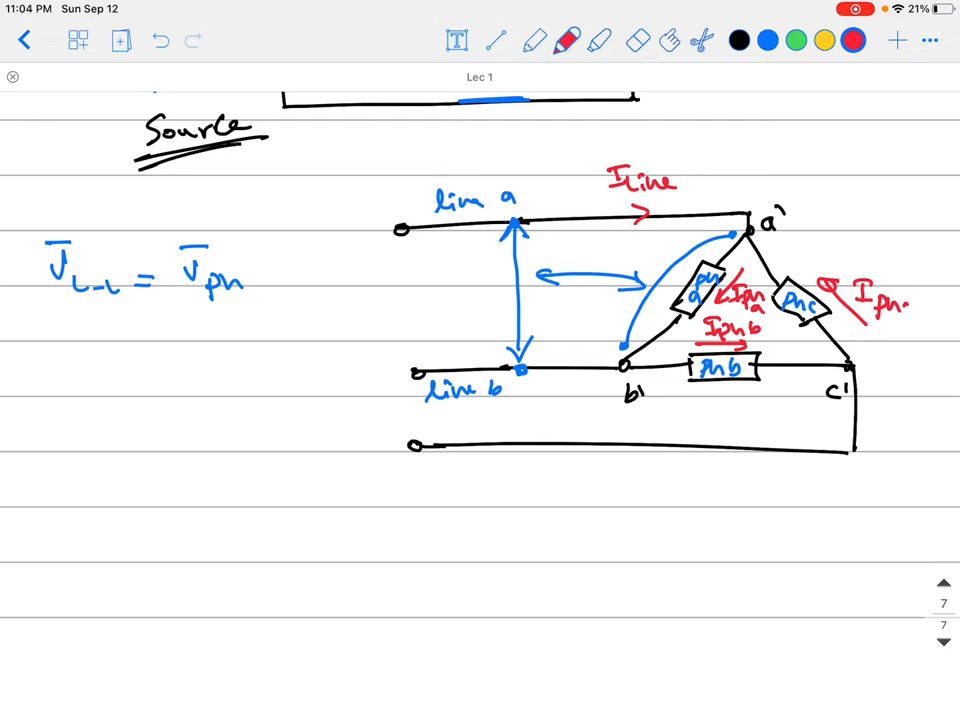 11:04 PM Sun Sep 12
21%
Lec 1
Source
line a
I Line
a'
V̅L-L = V̅ph
ph a
I ph a
ph c
I ph.
I ph b
ph b
line b
b'
c'
7
7